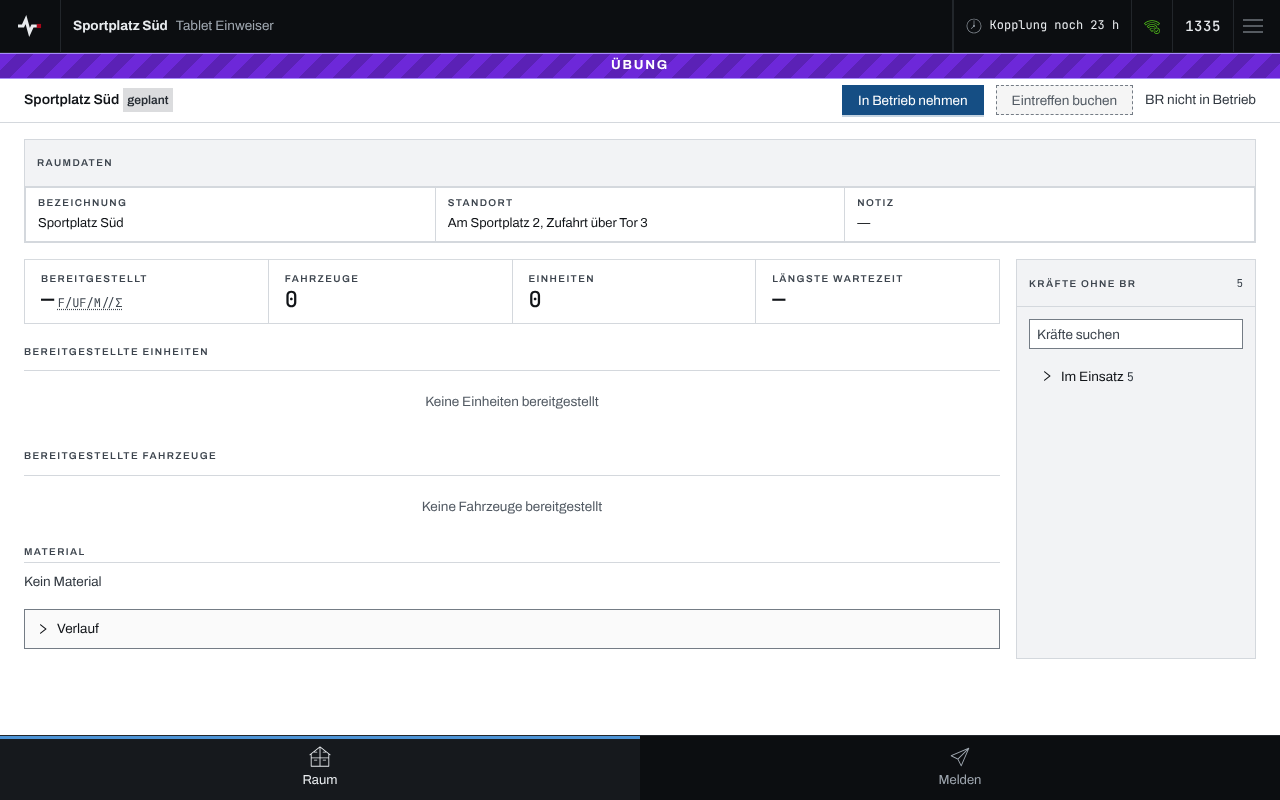 Sportplatz Süd Tablet Einweiser
Kopplung noch 23 h
1335
ÜBUNG
Sportplatz Süd geplant
In Betrieb nehmen
Eintreffen buchen
BR nicht in Betrieb
RAUMDATEN
BEZEICHNUNG
Sportplatz Süd
STANDORT
Am Sportplatz 2, Zufahrt über Tor 3
NOTIZ
—
BEREITGESTELLT
— F/UF/M//Σ
FAHRZEUGE
0
EINHEITEN
0
LÄNGSTE WARTEZEIT
—
KRÄFTE OHNE BR 5
Kräfte suchen
Im Einsatz 5
BEREITGESTELLTE EINHEITEN
Keine Einheiten bereitgestellt
BEREITGESTELLTE FAHRZEUGE
Keine Fahrzeuge bereitgestellt
MATERIAL
Kein Material
Verlauf
Raum
Melden